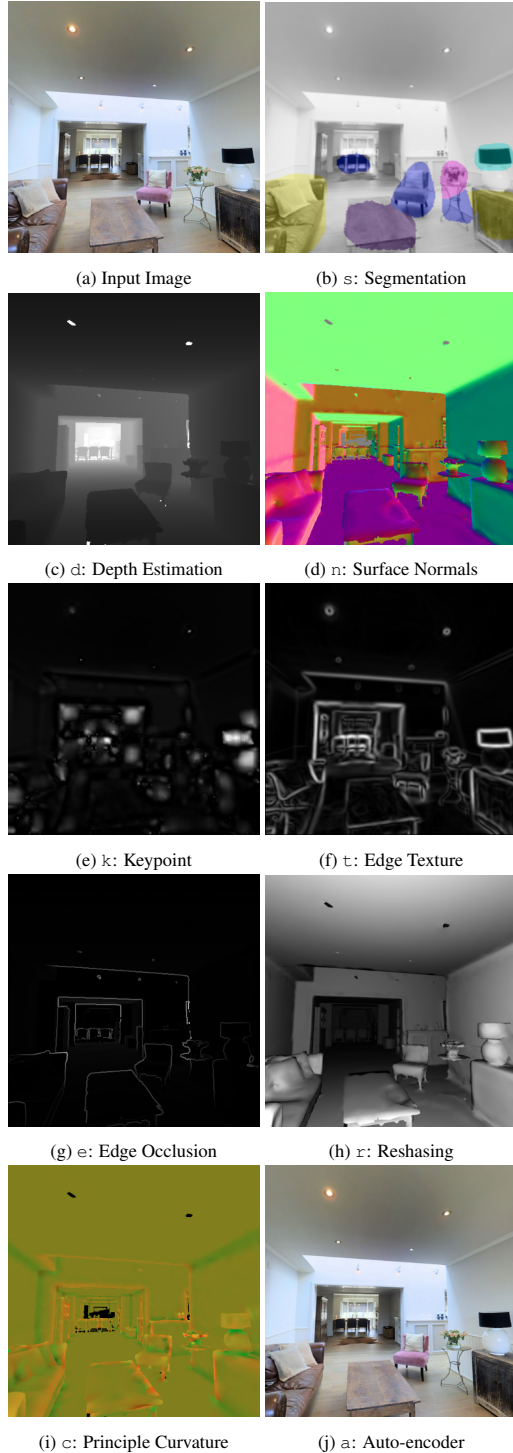 (a) Input Image
(b) s: Segmentation
(c) d: Depth Estimation
(d) n: Surface Normals
(e) k: Keypoint
(f) t: Edge Texture
(g) e: Edge Occlusion
(h) r: Reshasing
(i) c: Principle Curvature
(j) a: Auto-encoder